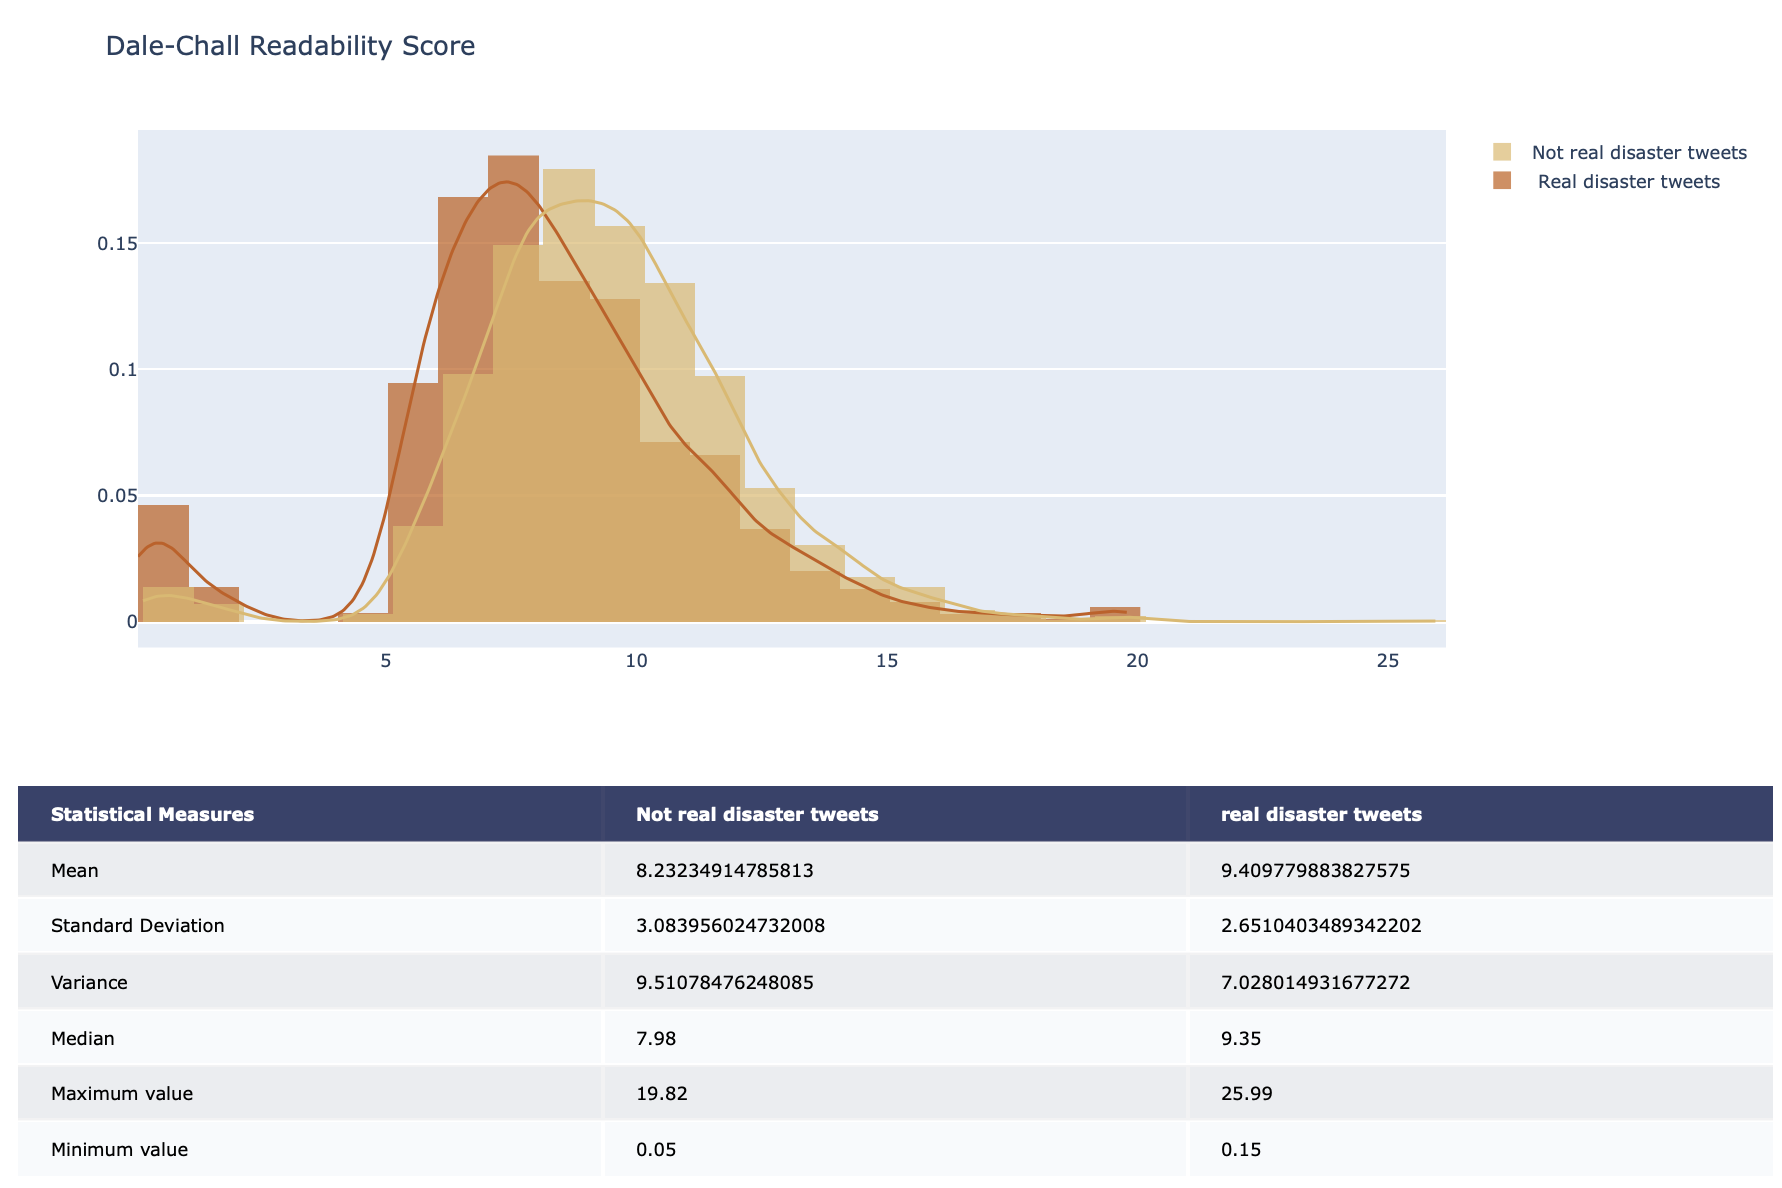 Dale-Chall Readability Score
Not real disaster tweets
Real disaster tweets
0.15
0.1
0.05
0
5 10 15 20 25
Statistical Measures Not real disaster tweets real disaster tweets
Mean 8.23234914785813 9.409779883827575
Standard Deviation 3.083956024732008 2.6510403489342202
Variance 9.51078476248085 7.028014931677272
Median 7.98 9.35
Maximum value 19.82 25.99
Minimum value 0.05 0.15